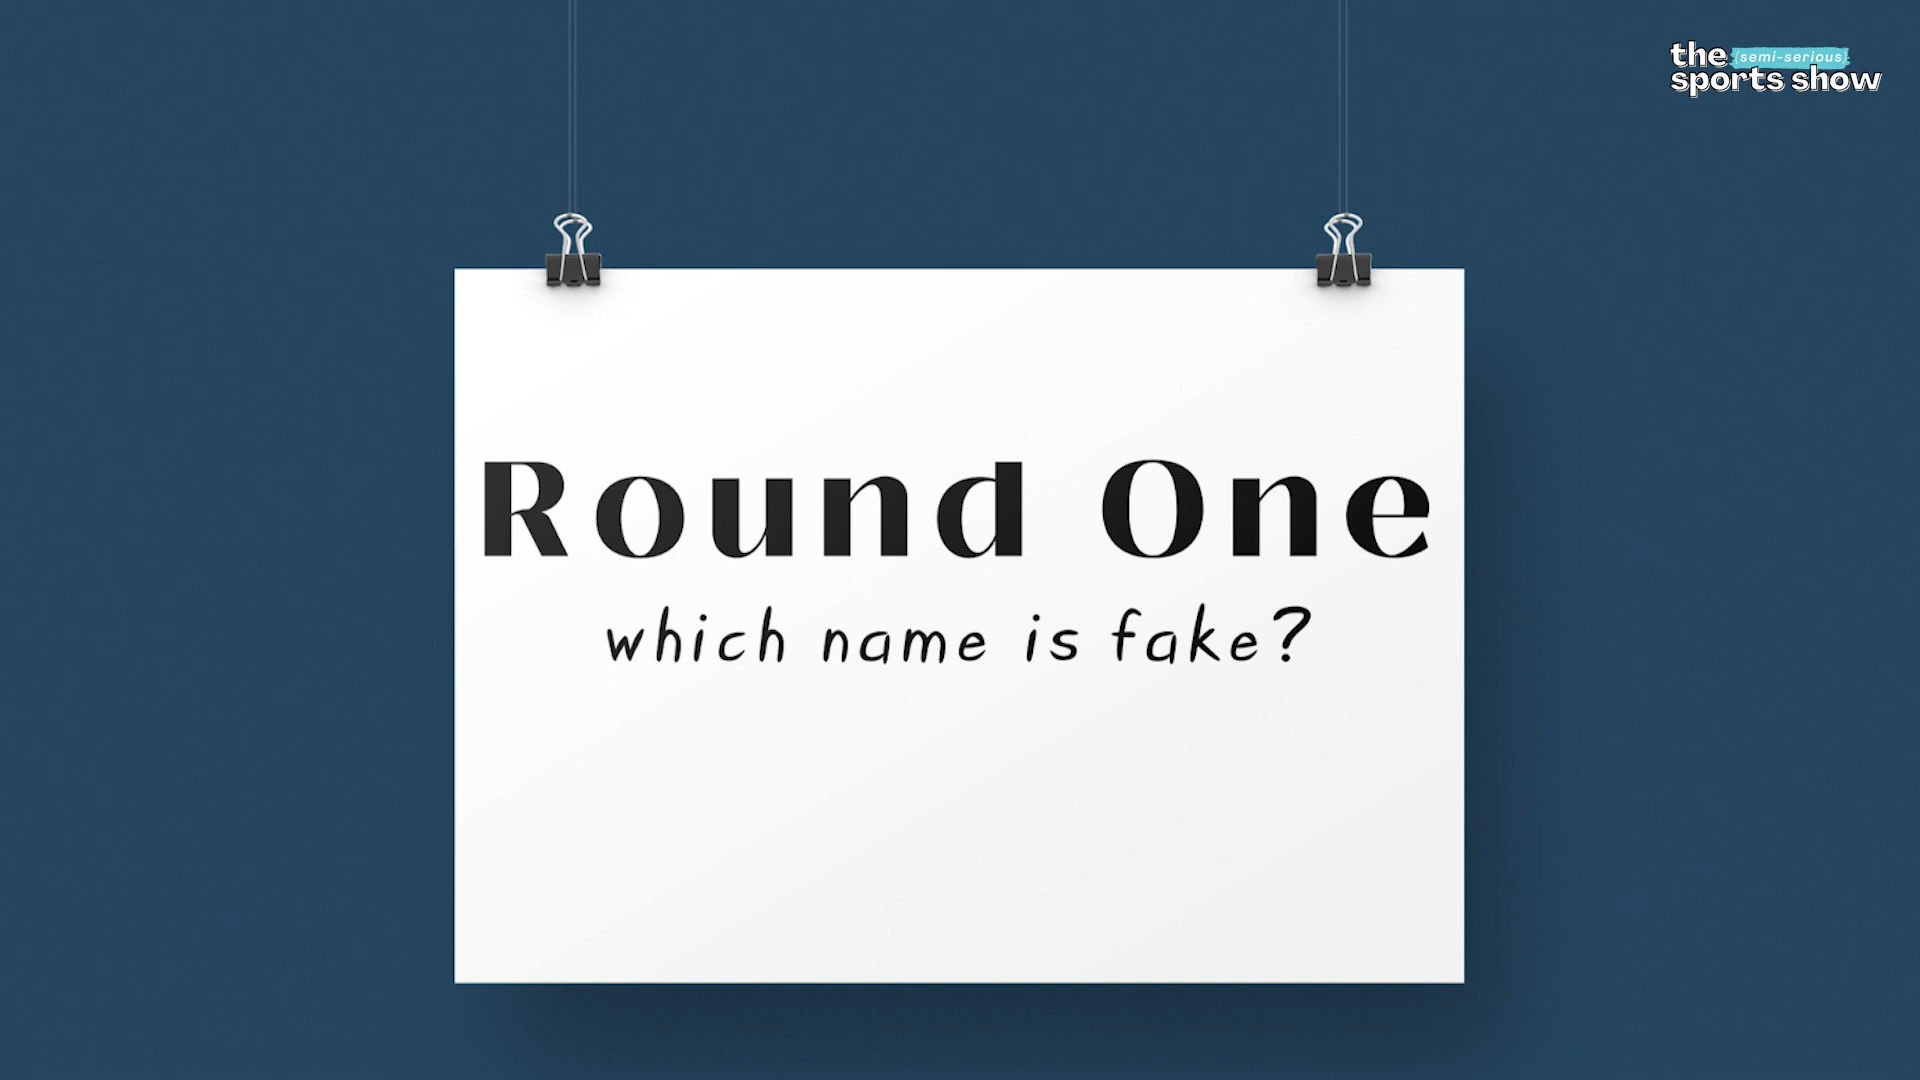 the (semi-serious)
sports show
Round One
which name is fake?